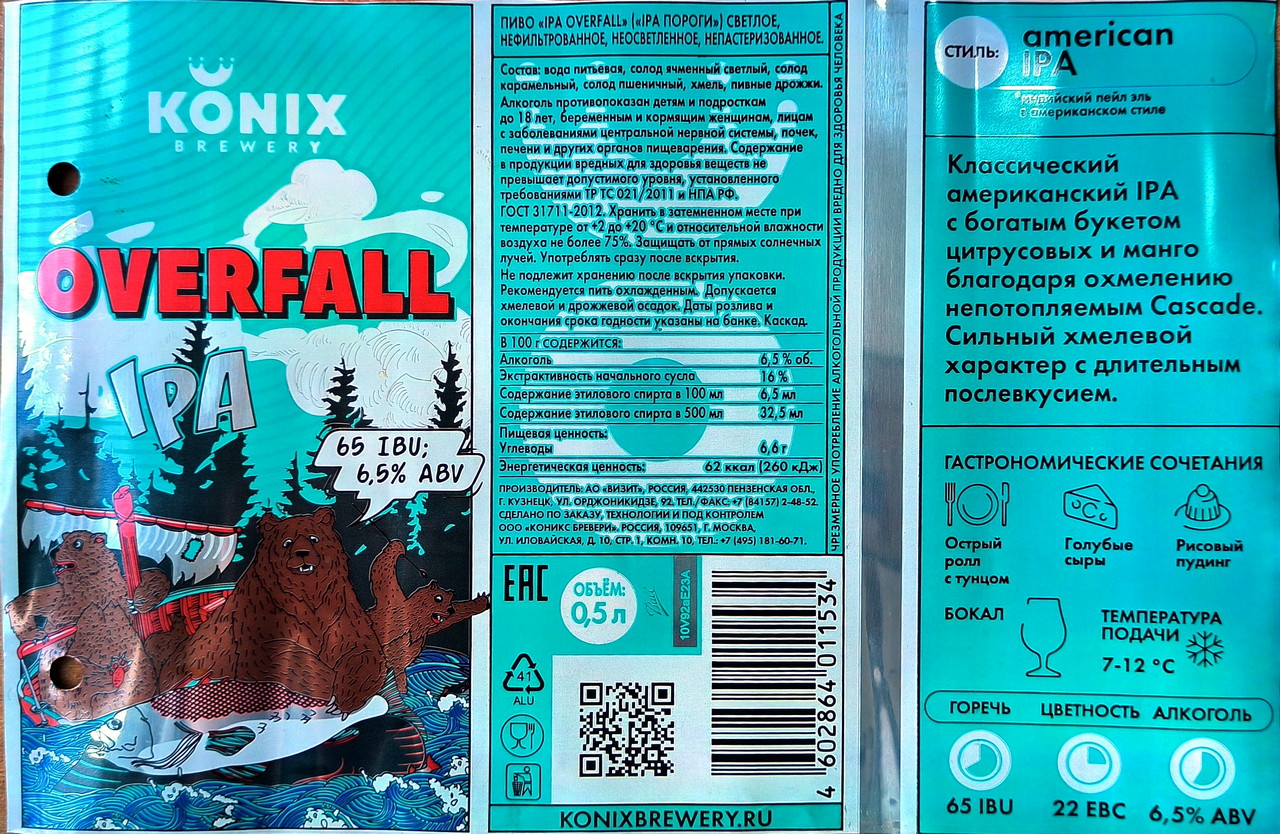 KONIX
BREWERY
OVERFALL
IPA
65 IBU;
6,5% ABV
ПИВО «IPA OVERFALL» («IPA ПОРОГИ») СВЕТЛОЕ,
НЕФИЛЬТРОВАННОЕ, НЕОСВЕТЛЕННОЕ, НЕПАСТЕРИЗОВАННОЕ.
Состав: вода питьевая, солод ячменный светлый, солод
карамельный, солод пшеничный, хмель, пивные дрожжи.
Алкоголь противопоказан детям и подросткам
до 18 лет, беременным и кормящим женщинам, лицам
с заболеваниями центральной нервной системы, почек,
печени и других органов пищеварения. Содержание
в продукции вредных для здоровья веществ не
превышает допустимого уровня, установленного
требованиями ТР ТС 021/2011 и НПА РФ.
ГОСТ 31711-2012. Хранить в затемненном месте при
температуре от +2 до +20 °С и относительной влажности
воздуха не более 75%. Защищать от прямых солнечных
лучей. Употреблять сразу после вскрытия.
Не подлежит хранению после вскрытия упаковки.
Рекомендуется пить охлажденным. Допускается
хмелевой и дрожжевой осадок. Даты розлива и
окончания срока годности указаны на банке. Каскад.
В 100 г СОДЕРЖИТСЯ:
Алкоголь 6,5 % об.
Экстрактивность начального сусла 16 %
Содержание этилового спирта в 100 мл 6,5 мл
Содержание этилового спирта в 500 мл 32,5 мл
Пищевая ценность:
Углеводы 6,6 г
Энергетическая ценность: 62 ккал (260 кДж)
ПРОИЗВОДИТЕЛЬ: АО «ВИЗИТ», РОССИЯ, 442530 ПЕНЗЕНСКАЯ ОБЛ.,
Г. КУЗНЕЦК, УЛ. ОРДЖОНИКИДЗЕ, 92, ТЕЛ./ФАКС: +7 (84157) 2-48-52.
СДЕЛАНО ПО ЗАКАЗУ, ТЕХНОЛОГИИ И ПОД КОНТРОЛЕМ
ООО «КОНИКС БРЕВЕРИ». РОССИЯ, 109651, Г. МОСКВА,
УЛ. ИЛОВАЙСКАЯ, Д. 10, СТР. 1, КОМН. 10, ТЕЛ.: +7 (495) 181-60-71.
ЧРЕЗМЕРНОЕ УПОТРЕБЛЕНИЕ АЛКОГОЛЬНОЙ ПРОДУКЦИИ ВРЕДНО ДЛЯ ЗДОРОВЬЯ ЧЕЛОВЕКА
EAC
ОБЪЁМ:
0,5 л
10V92aE23A
41
ALU
4 602864 011534
KONIXBREWERY.RU
СТИЛЬ:
american
IPA
*индийский пейл эль
в американском стиле
Классический
американский IPA
с богатым букетом
цитрусовых и манго
благодаря охмелению
непотопляемым Cascade.
Сильный хмелевой
характер с длительным
послевкусием.
ГАСТРОНОМИЧЕСКИЕ СОЧЕТАНИЯ
Острый
ролл
с тунцом
Голубые
сыры
Рисовый
пудинг
БОКАЛ
ТЕМПЕРАТУРА
ПОДАЧИ
7-12 °С
ГОРЕЧЬ ЦВЕТНОСТЬ АЛКОГОЛЬ
65 IBU 22 EBC 6,5% ABV